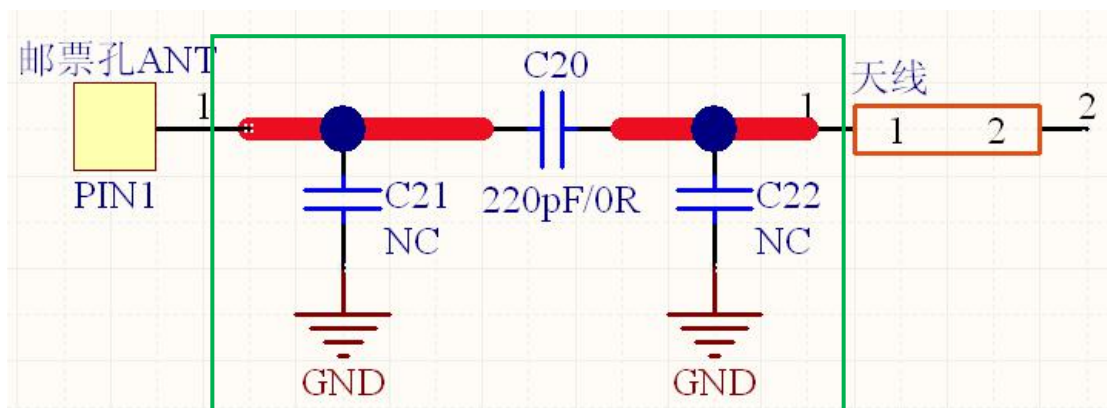 邮票孔ANT
1
PIN1
C20
220pF/0R
C21
NC
GND
C22
NC
GND
1
天线
1 2
2